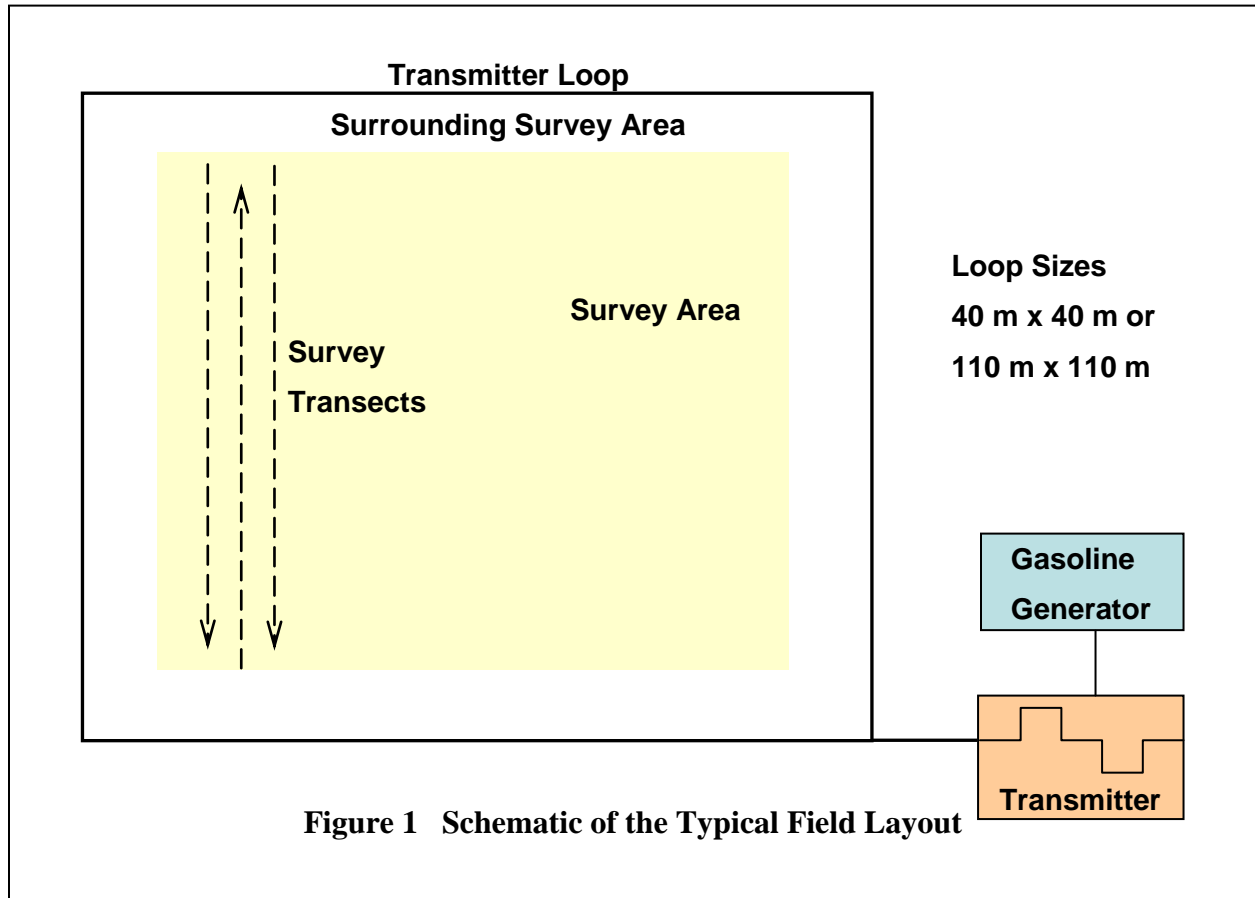 Transmitter Loop
Surrounding Survey Area
Survey Area
Survey
Transects
Loop Sizes
40 m x 40 m or
110 m x 110 m
Gasoline
Generator
Transmitter
Figure 1   Schematic of the Typical Field Layout